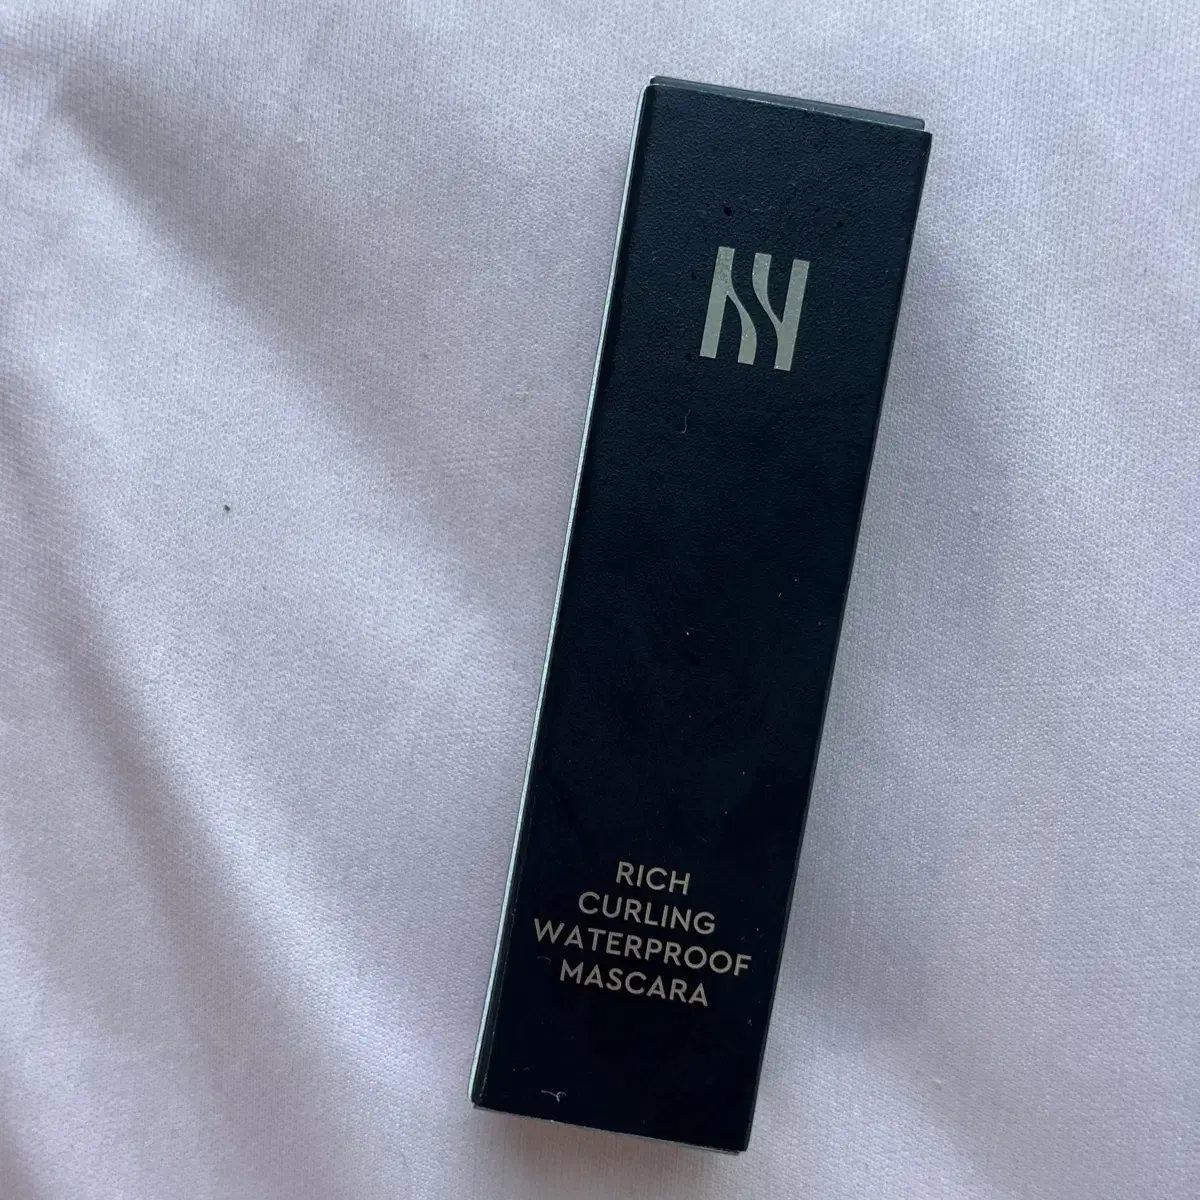 RICH
CURLING
WATERPROOF
MASCARA